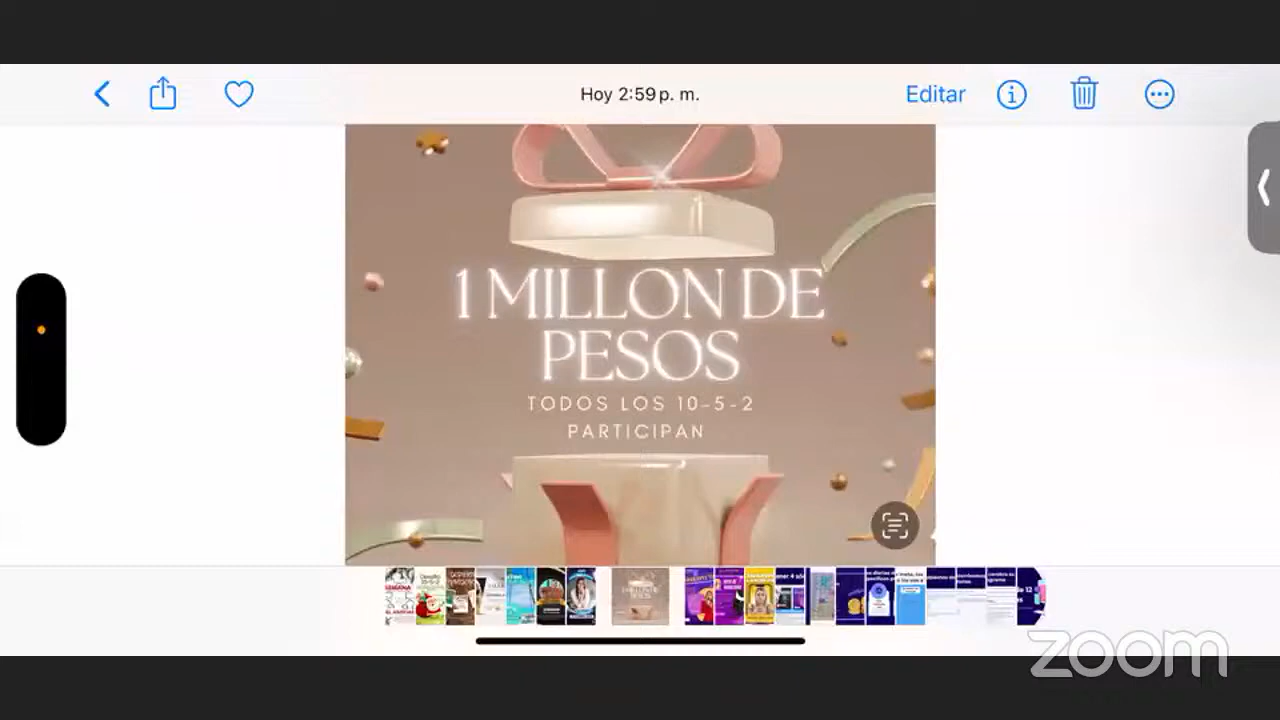 Hoy 2:59 p. m.
Editar
1 MILLON DE
PESOS
TODOS LOS 10-5-2
PARTICIPAN
zoom